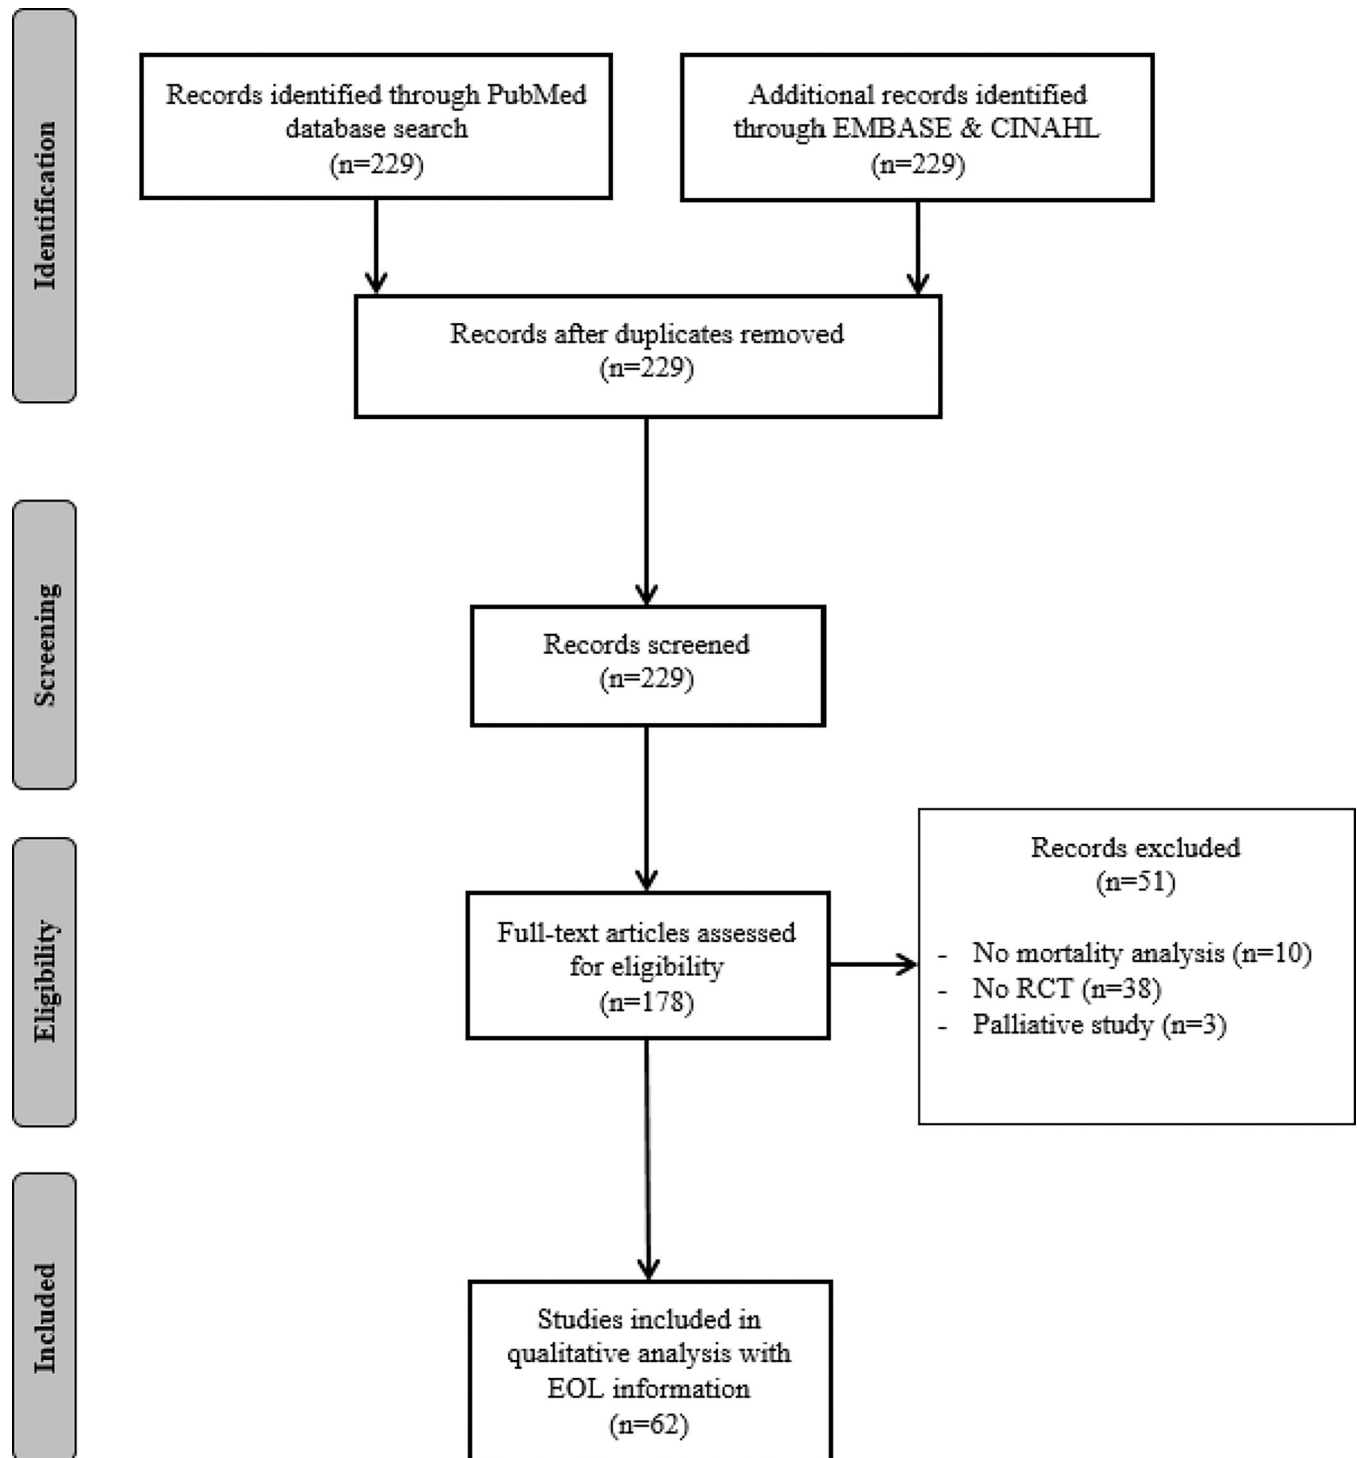 Identification
Records identified through PubMed
database search
(n=229)
Additional records identified
through EMBASE & CINAHL
(n=229)
Records after duplicates removed
(n=229)
Screening
Records screened
(n=229)
Eligibility
Full-text articles assessed
for eligibility
(n=178)
Records excluded
(n=51)
- No mortality analysis (n=10)
- No RCT (n=38)
- Palliative study (n=3)
Included
Studies included in
qualitative analysis with
EOL information
(n=62)